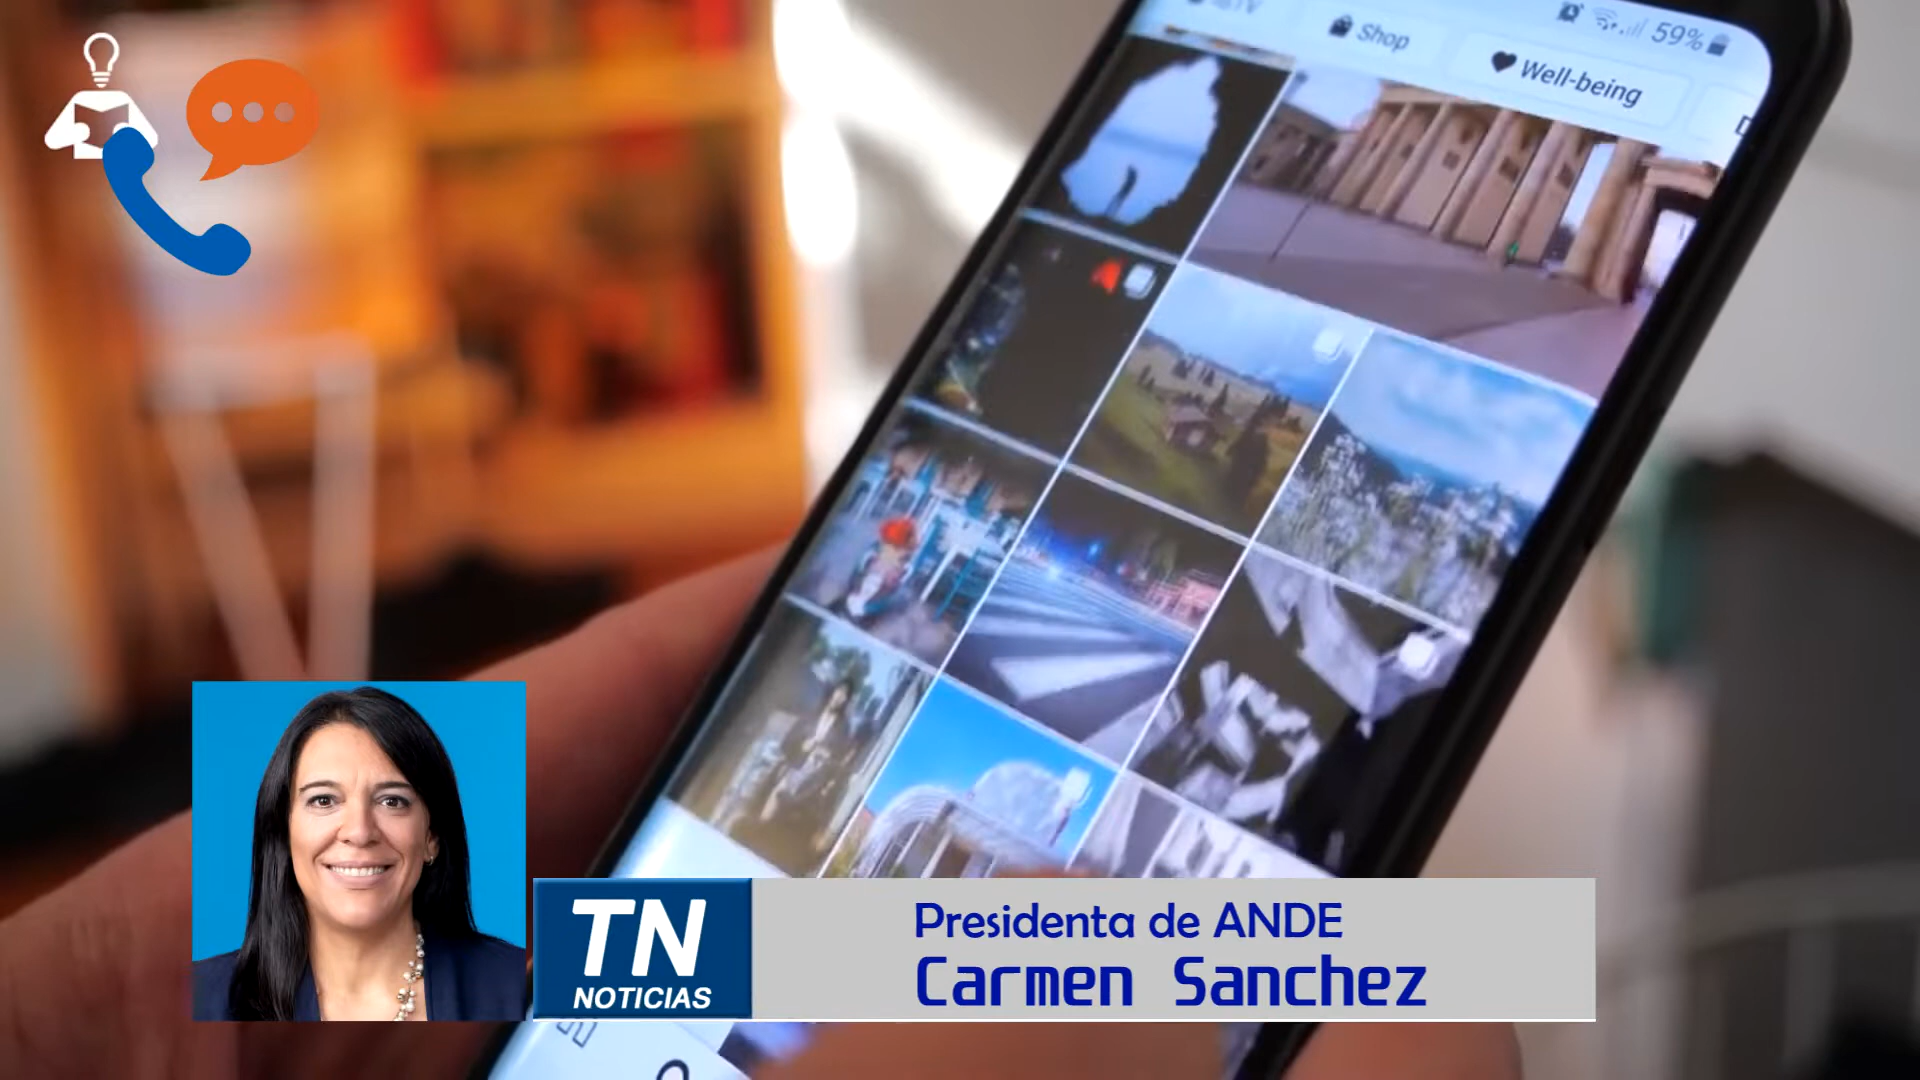 59%
Shop
Well-being
TN
NOTICIAS
Presidenta de ANDE
Carmen Sanchez